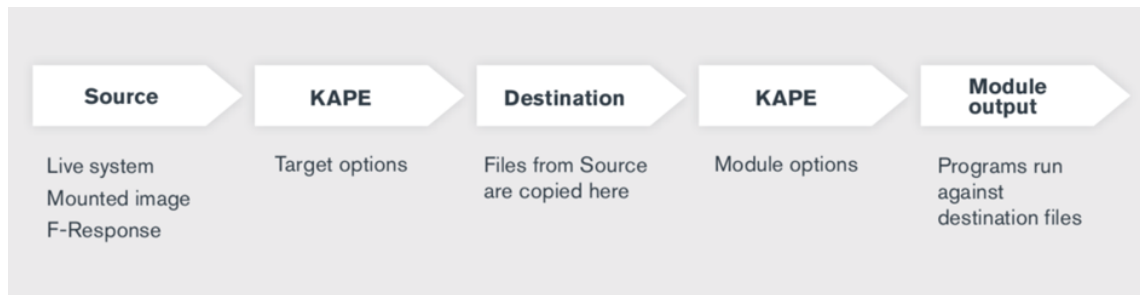 Source
KAPE
Destination
KAPE
Module
output
Live system
Mounted image
F-Response
Target options
Files from Source
are copied here
Module options
Programs run
against
destination files